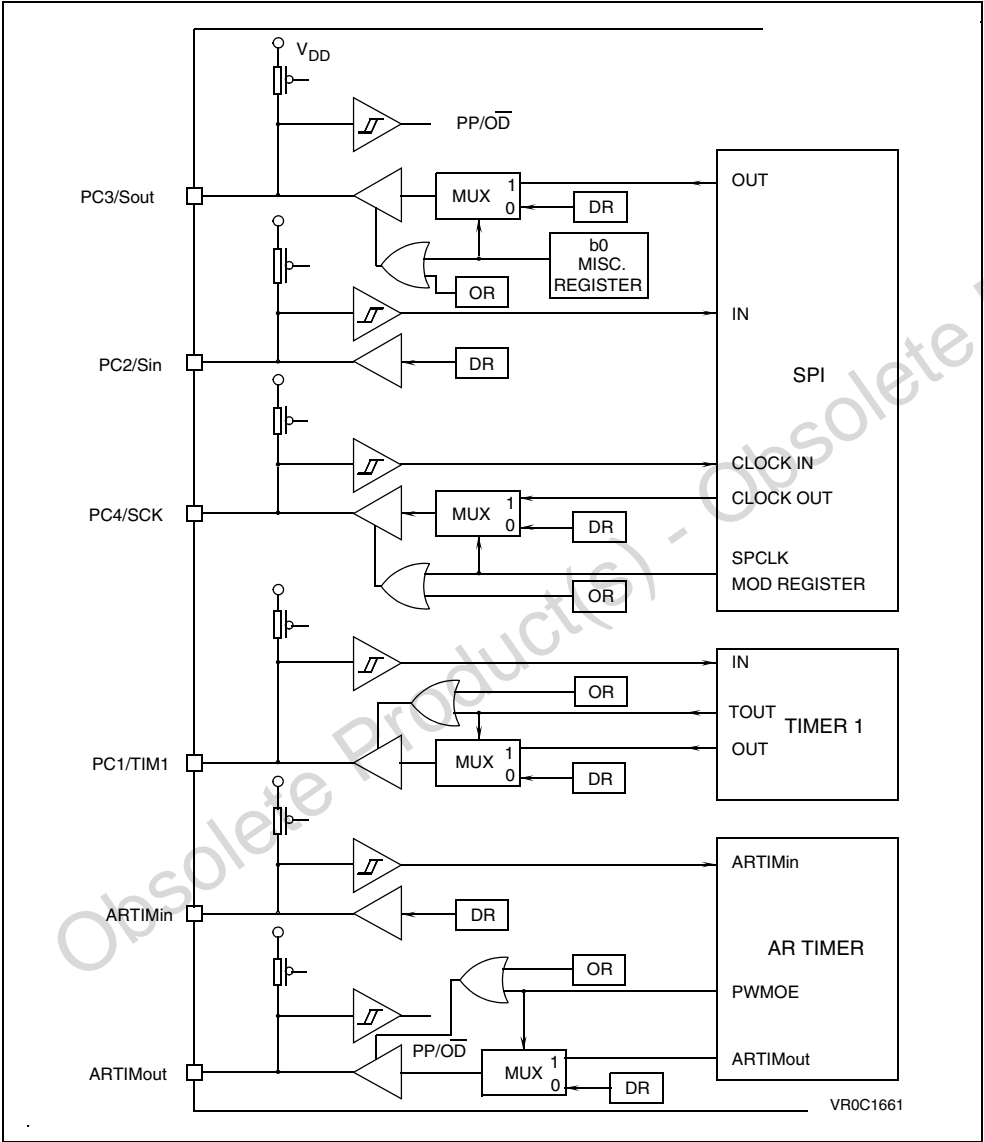 VDD
PP/OD
PC3/Sout
MUX
1
0
OUT
DR
b0
MISC.
REGISTER
OR
IN
PC2/Sin
DR
SPI
CLOCK IN
PC4/SCK
MUX
1
0
CLOCK OUT
DR
SPCLK
MOD REGISTER
OR
IN
OR
TOUT
TIMER 1
PC1/TIM1
MUX
1
0
OUT
DR
ARTIMin
ARTIMin
DR
AR TIMER
OR
PWMOE
PP/OD
ARTIMout
MUX
1
0
ARTIMout
DR
VR0C1661
Obsolete Product(s) - Obsolete